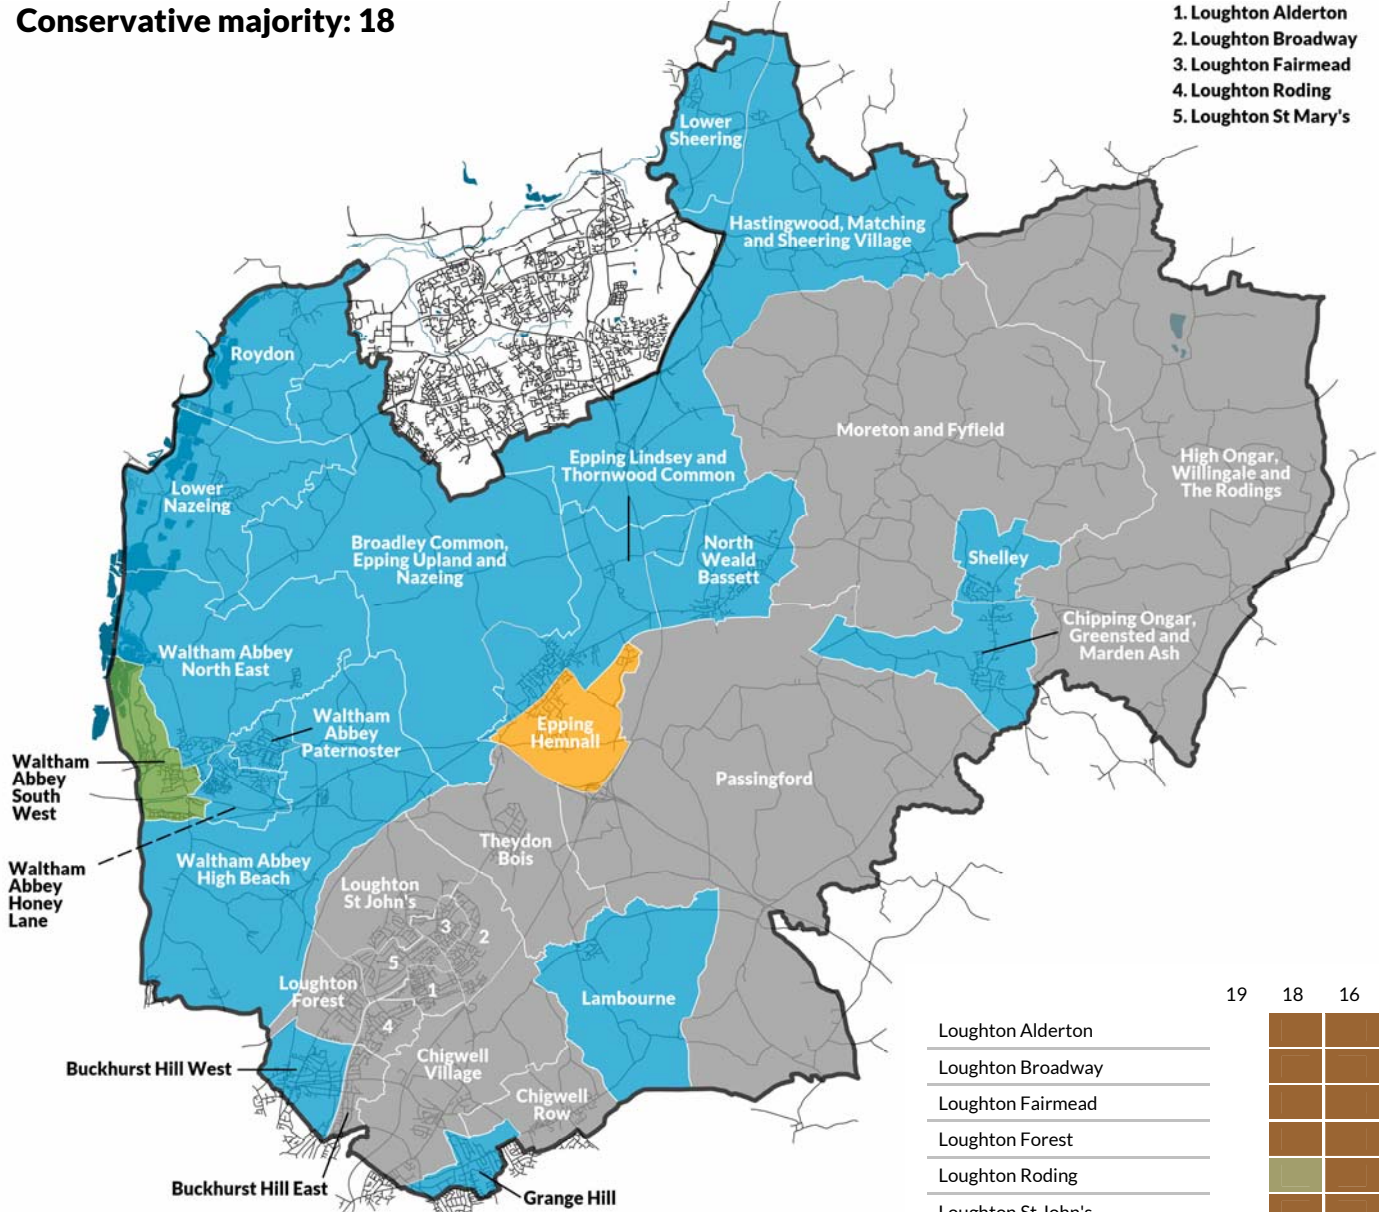 Conservative majority: 18
1. Loughton Alderton
2. Loughton Broadway
3. Loughton Fairmead
4. Loughton Roding
5. Loughton St Mary's
Lower
Sheering
Hastingwood, Matching
and Sheering Village
Roydon
Moreton and Fyfield
High Ongar,
Willingale and
The Rodings
Epping Lindsey and
Thornwood Common
Lower
Nazeing
Broadley Common,
Epping Upland and
Nazeing
North
Weald
Bassett
Shelley
Chipping Ongar,
Greensted and
Marden Ash
Waltham Abbey
North East
Waltham
Abbey
Paternoster
Epping
Hemnall
Waltham
Abbey
South
West
Passingford
Theydon
Bois
Waltham Abbey
High Beach
Waltham
Abbey
Honey
Lane
Loughton
St John's
3
2
5
1
4
Loughton
Forest
Lambourne
Buckhurst Hill West
Chigwell
Village
Chigwell
Row
Buckhurst Hill East
Grange Hill
19 18 16
Loughton Alderton
Loughton Broadway
Loughton Fairmead
Loughton Forest
Loughton Roding
Loughton St John's